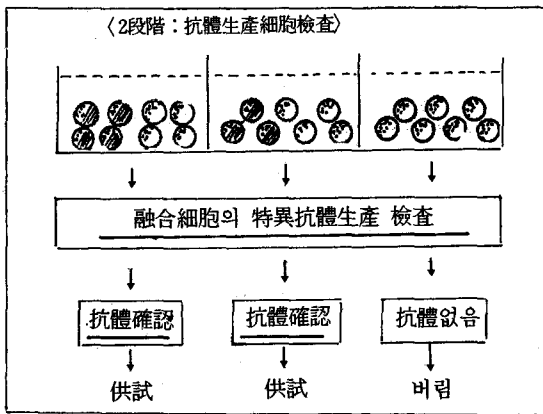 〈2段階：抗體生產細胞檢査〉
融合細胞의 特異抗體生產 檢査
抗體確認 抗體確認 抗體없음
供試 供試 버림